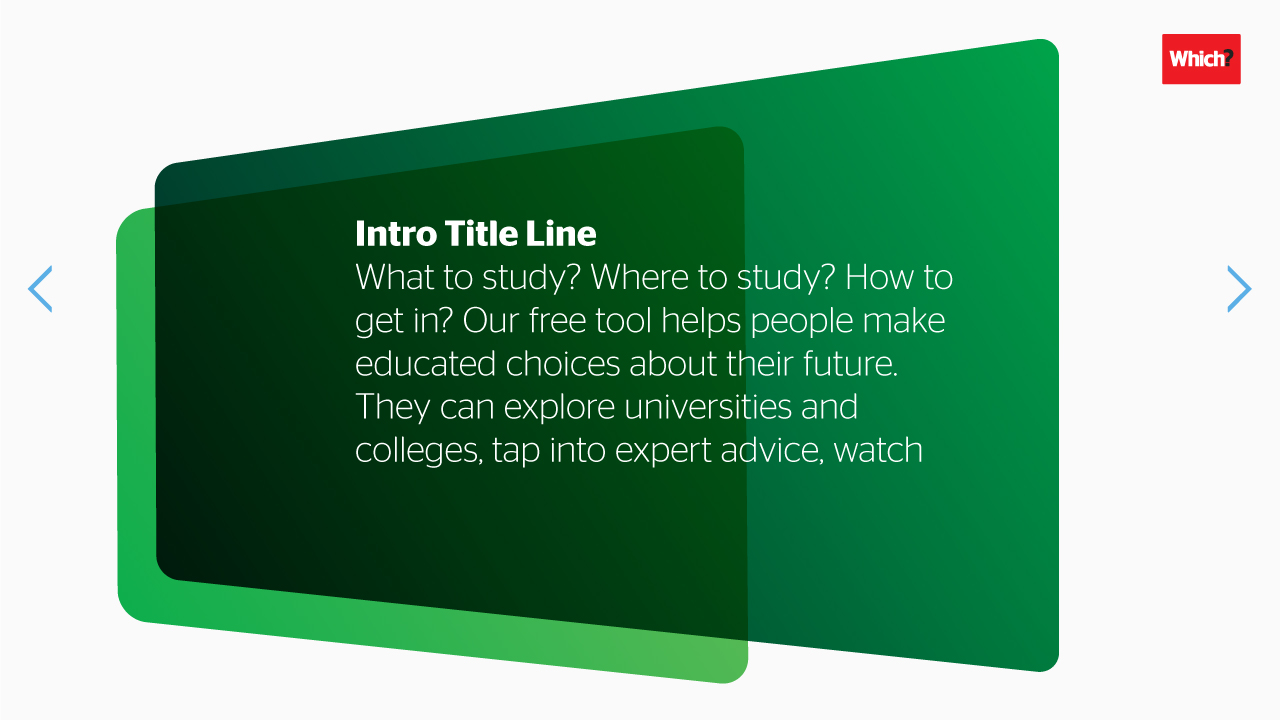 Which?
Intro Title Line
What to study? Where to study? How to
get in? Our free tool helps people make
educated choices about their future.
They can explore universities and
colleges, tap into expert advice, watch